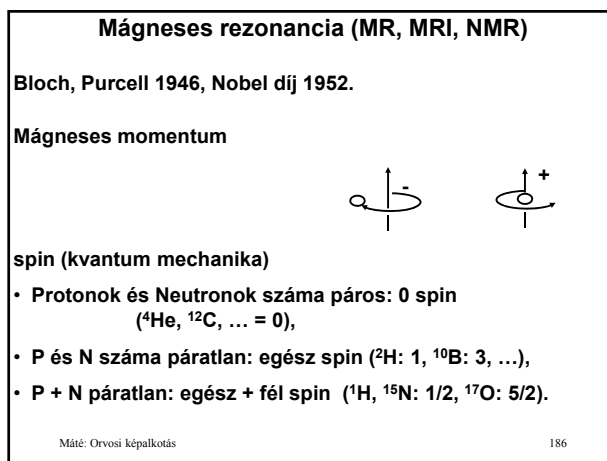 Mágneses rezonancia (MR, MRI, NMR)
Bloch, Purcell 1946, Nobel díj 1952.
Mágneses momentum
- +
spin (kvantum mechanika)
• Protonok és Neutronok száma páros: 0 spin
(⁴He, ¹²C, … = 0),
• P és N száma páratlan: egész spin (²H: 1, ¹⁰B: 3, …),
• P + N páratlan: egész + fél spin (¹H, ¹⁵N: 1/2, ¹⁷O: 5/2).
Máté: Orvosi képalkotás 186